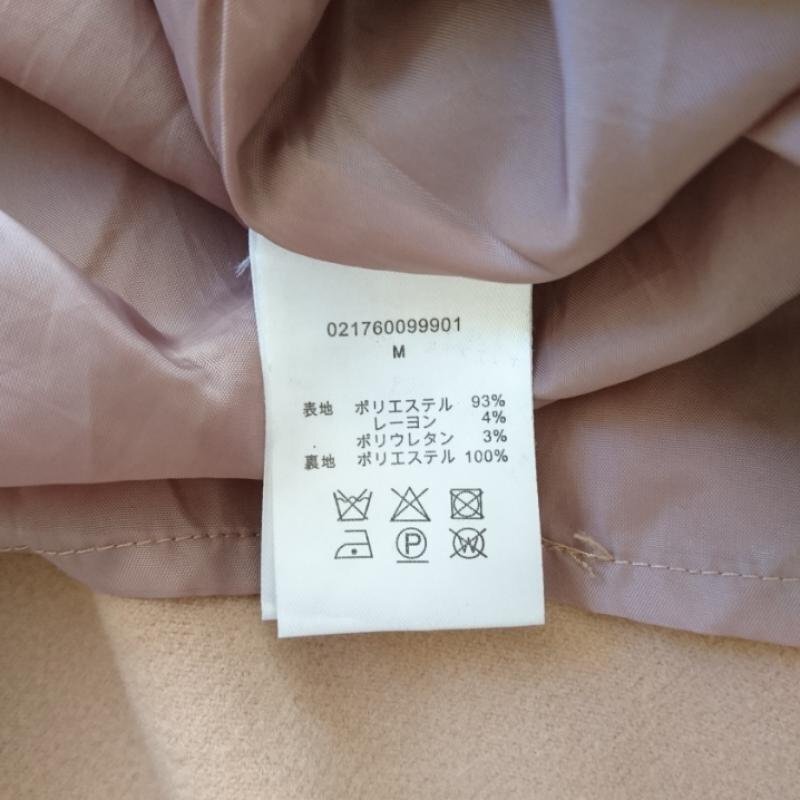 021760099901
M
表地 ポリエステル 93%
レーヨン 4%
ポリウレタン 3%
裏地 ポリエステル 100%
P W